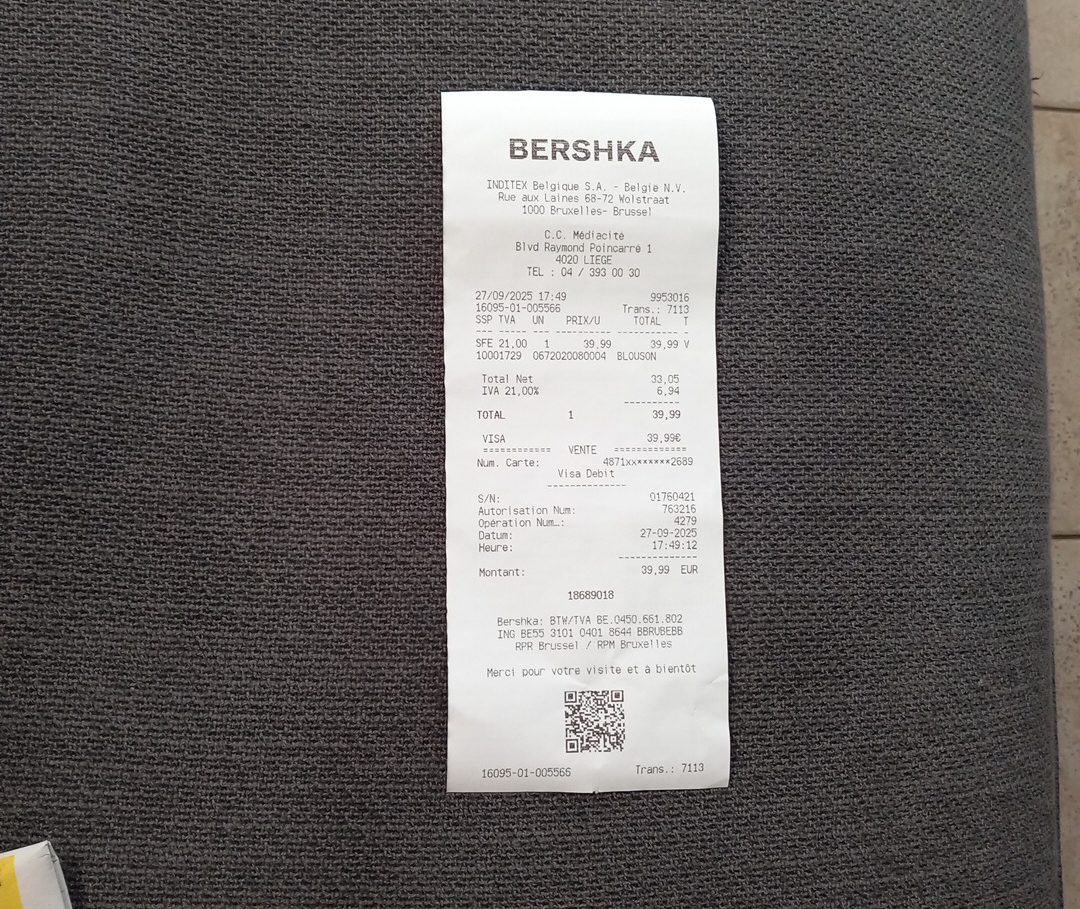 BERSHKA
INDITEX Belgique S.A. - België N.V.
Rue aux Laines 68-72 Wolstraat
1000 Bruxelles- Brussel
C.C. Médiacité
Blvd Raymond Poincarré 1
4020 LIEGE
TEL : 04 / 393 00 30
27/09/2025 17:49 9953016
16095-01-005566 Trans.: 7113
SSP TVA UN PRIX/U TOTAL T
--- ----- --- ---------- ---------- -
SFE 21,00 1 39,99 39,99 V
10001729 0672020080004 BLOUSON
Total Net 33,05
IVA 21,00% 6,94
----------
TOTAL 1 39,99
VISA 39,99€
============ VENTE ============
Num. Carte: 4871xx******2689
Visa Debit
--------------
S/N: 01760421
Autorisation Num: 763216
Opération Num…: 4279
Datum: 27-09-2025
Heure: 17:49:12
--------------
Montant: 39,99 EUR
18689018
Bershka: BTW/TVA BE.0450.661.802
ING BE55 3101 0401 8644 BBRUBEBB
RPR Brussel / RPM Bruxelles
Merci pour votre visite et à bientôt
16095-01-005566 Trans.: 7113